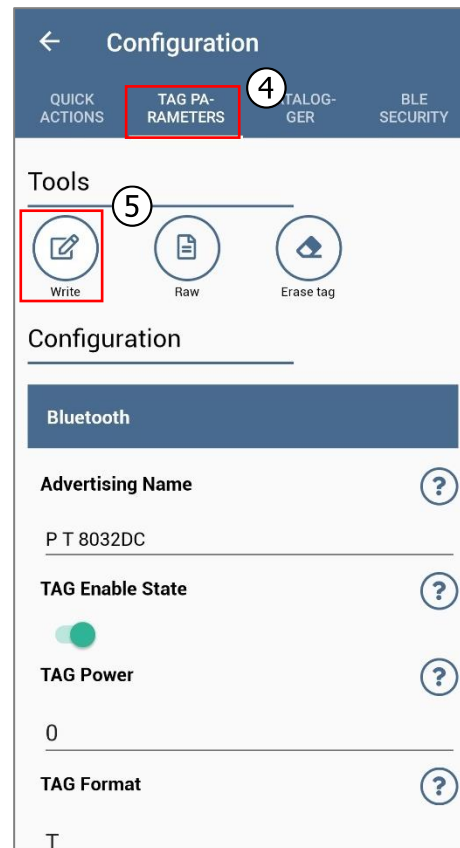 Configuration
4
QUICK
ACTIONS
TAG PA-
RAMETERS
TALOG-
GER
BLE
SECURITY
Tools
5
Write
Raw
Erase tag
Configuration
Bluetooth
Advertising Name
?
P T 8032DC
TAG Enable State
?
TAG Power
?
0
TAG Format
?
T